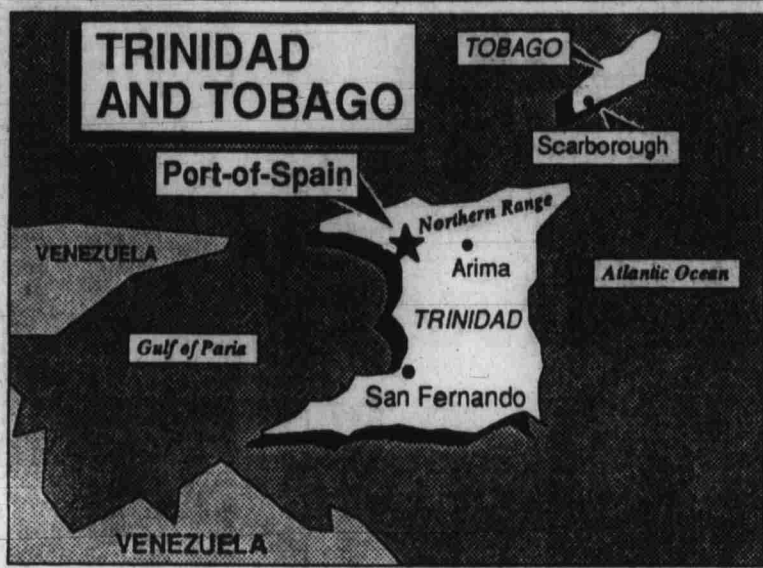 TRINIDAD
AND TOBAGO
TOBAGO
Scarborough
Port-of-Spain
Northern Range
VENEZUELA
Arima
Atlantic Ocean
TRINIDAD
Gulf of Paria
San Fernando
VENEZUELA